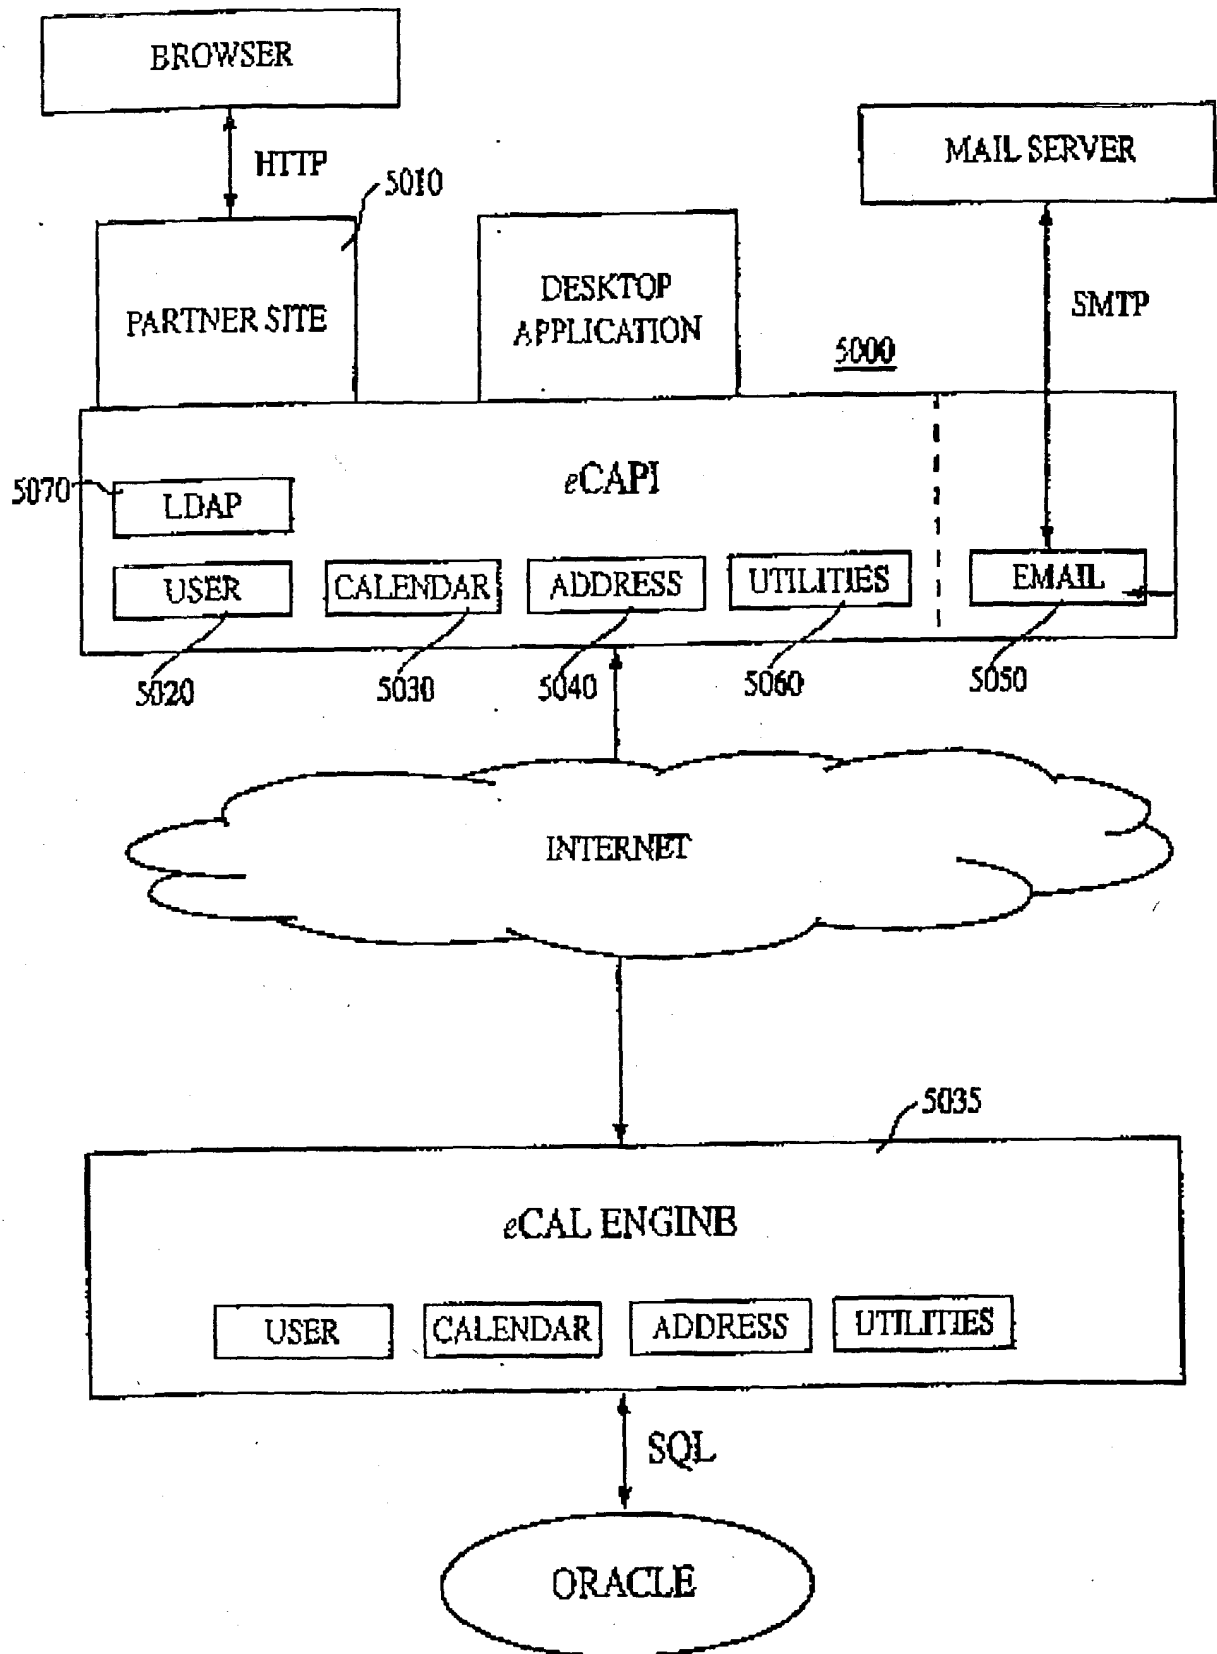 BROWSER
HTTP
MAIL SERVER
5010
PARTNER SITE
DESKTOP
APPLICATION
SMTP
5000
eCAPI
5070
LDAP
USER
CALENDAR
ADDRESS
UTILITIES
EMAIL
5020
5030
5040
5060
5050
INTERNET
5035
eCAL ENGINE
USER
CALENDAR
ADDRESS
UTILITIES
SQL
ORACLE